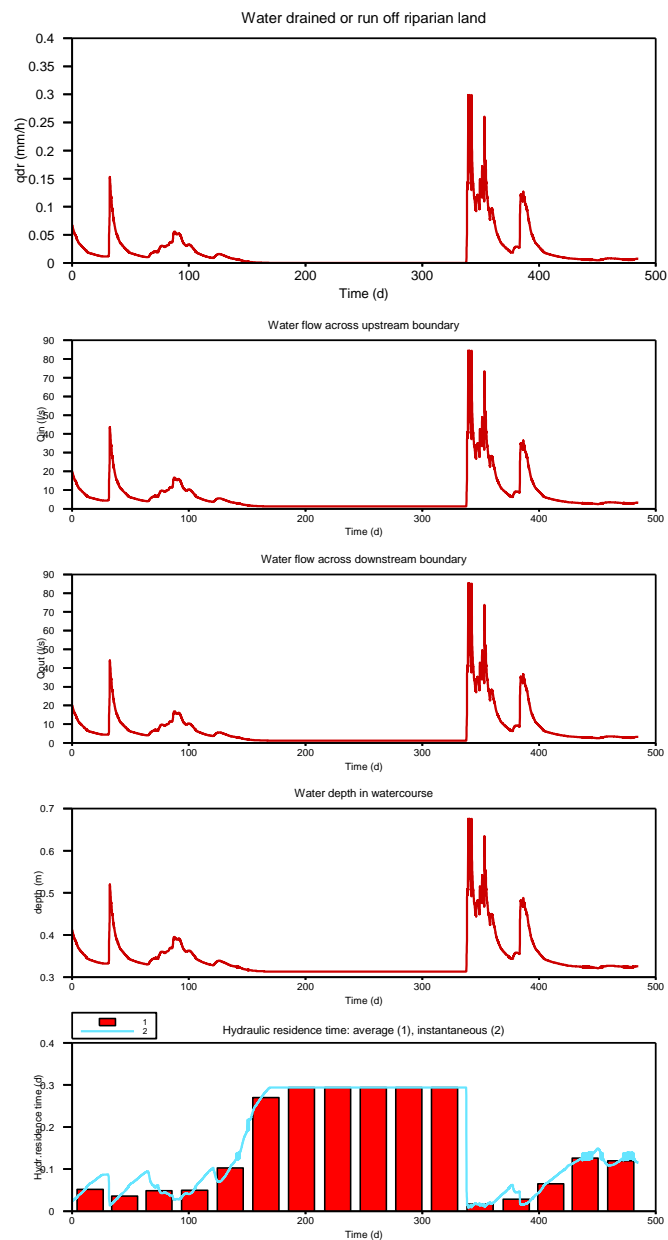 Water drained or run off riparian land
qdr (mm/h)
0.4
0.35
0.3
0.25
0.2
0.15
0.1
0.05
0
0 100 200 300 400 500
Time (d)
Water flow across upstream boundary
Qin (l/s)
90
80
70
60
50
40
30
20
10
0
0 100 200 300 400 500
Time (d)
Water flow across downstream boundary
Qout (l/s)
90
80
70
60
50
40
30
20
10
0
0 100 200 300 400 500
Time (d)
Water depth in watercourse
depth (m)
0.7
0.6
0.5
0.4
0.3
0 100 200 300 400 500
Time (d)
1
2
Hydraulic residence time: average (1), instantaneous (2)
Hydr.residence time (d)
0.4
0.3
0.2
0.1
0
0 100 200 300 400 500
Time (d)